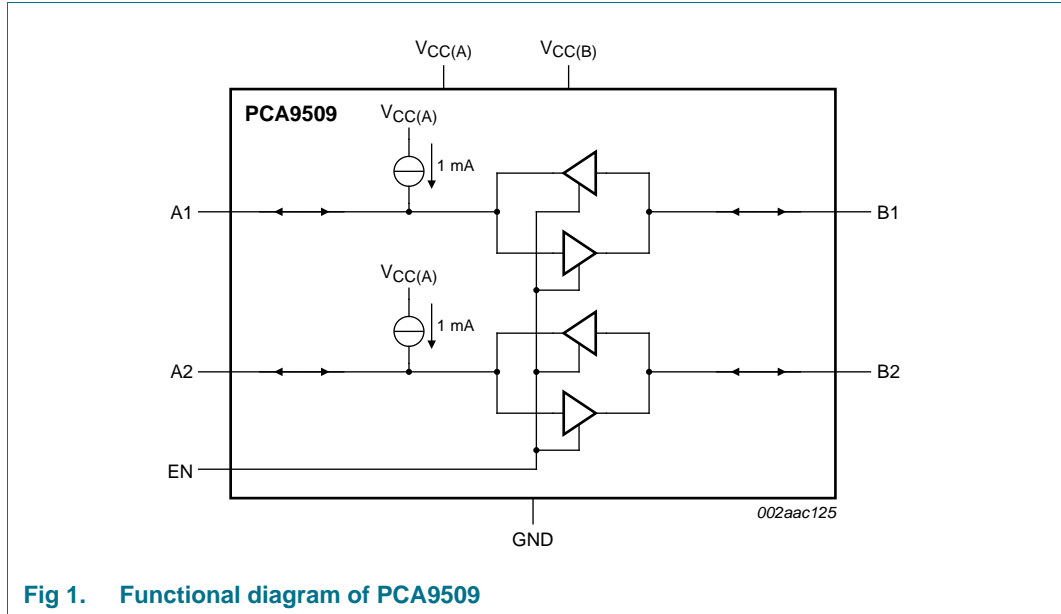 VCC(A) VCC(B)
PCA9509
VCC(A)
1 mA
A1 B1
VCC(A)
1 mA
A2 B2
EN
002aac125
GND
Fig 1. Functional diagram of PCA9509